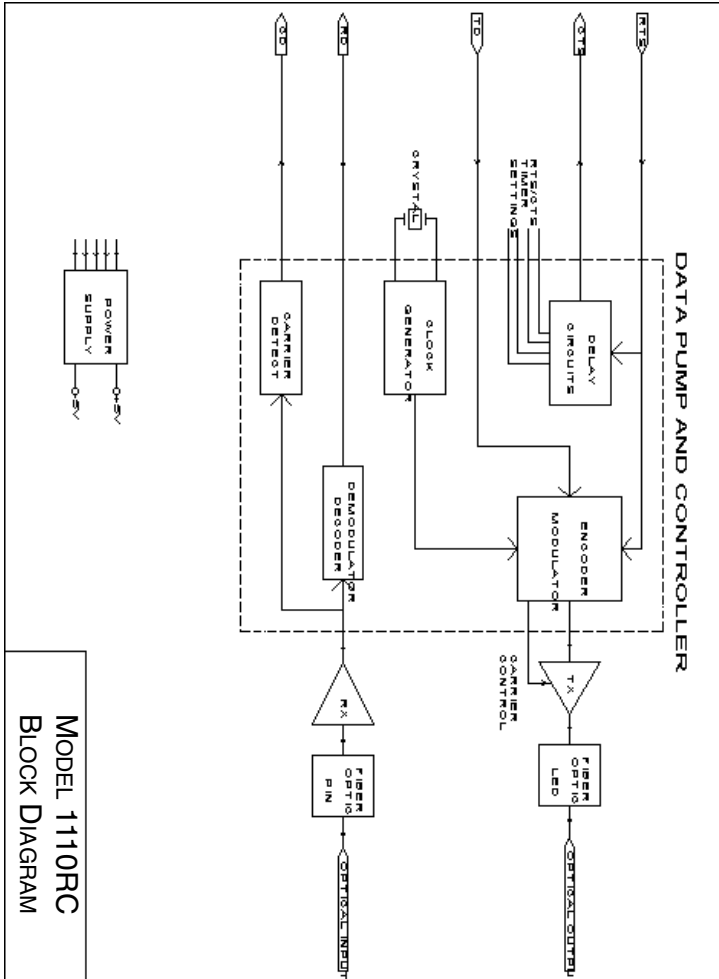 DATA PUMP AND CONTROLLER
RTS
CTS
TD
RD
CD
DELAY
CIRCUITS
RTS/CTS
TIMER
SETTINGS
CRYSTAL
CLOCK
GENERATOR
CARRIER
DETECT
DEMODULATOR
DECODER
ENCODER
MODULATOR
TX
CARRIER
CONTROL
FIBER
OPTIC
LED
OPTICAL OUTPU
RX
FIBER
OPTIC
PIN
OPTICAL INPUT
POWER
SUPPLY
+5V
-5V
MODEL 1110RC
BLOCK DIAGRAM